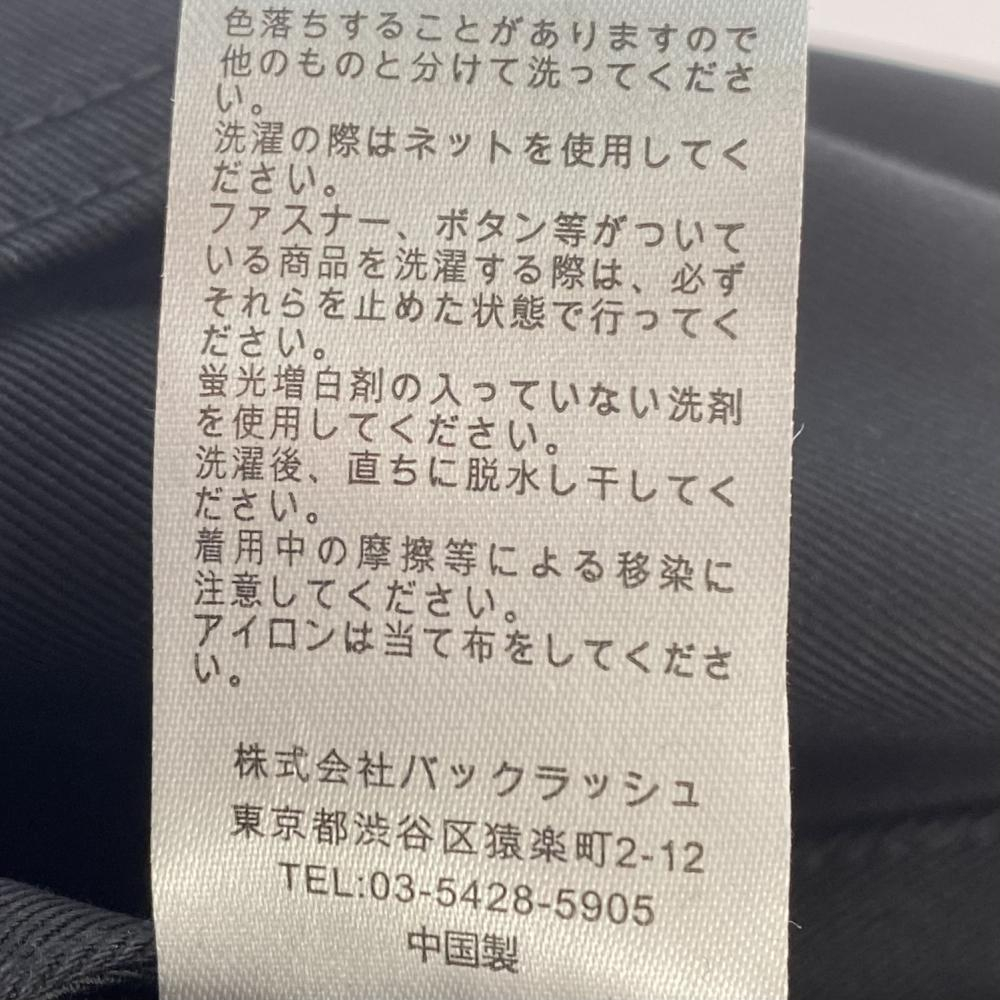 色落ちすることがありますので
他のものと分けて洗ってくださ
い。
洗濯の際はネットを使用してく
ださい。
ファスナー、ボタン等がついて
いる商品を洗濯する際は、必ず
それらを止めた状態で行ってく
ださい。
蛍光増白剤の入っていない洗剤
を使用してください。
洗濯後、直ちに脱水し干してく
ださい。
着用中の摩擦等による移染に
注意してください。
アイロンは当て布をしてくださ
い。
株式会社バックラッシュ
東京都渋谷区猿楽町2-12
TEL:03-5428-5905
中国製